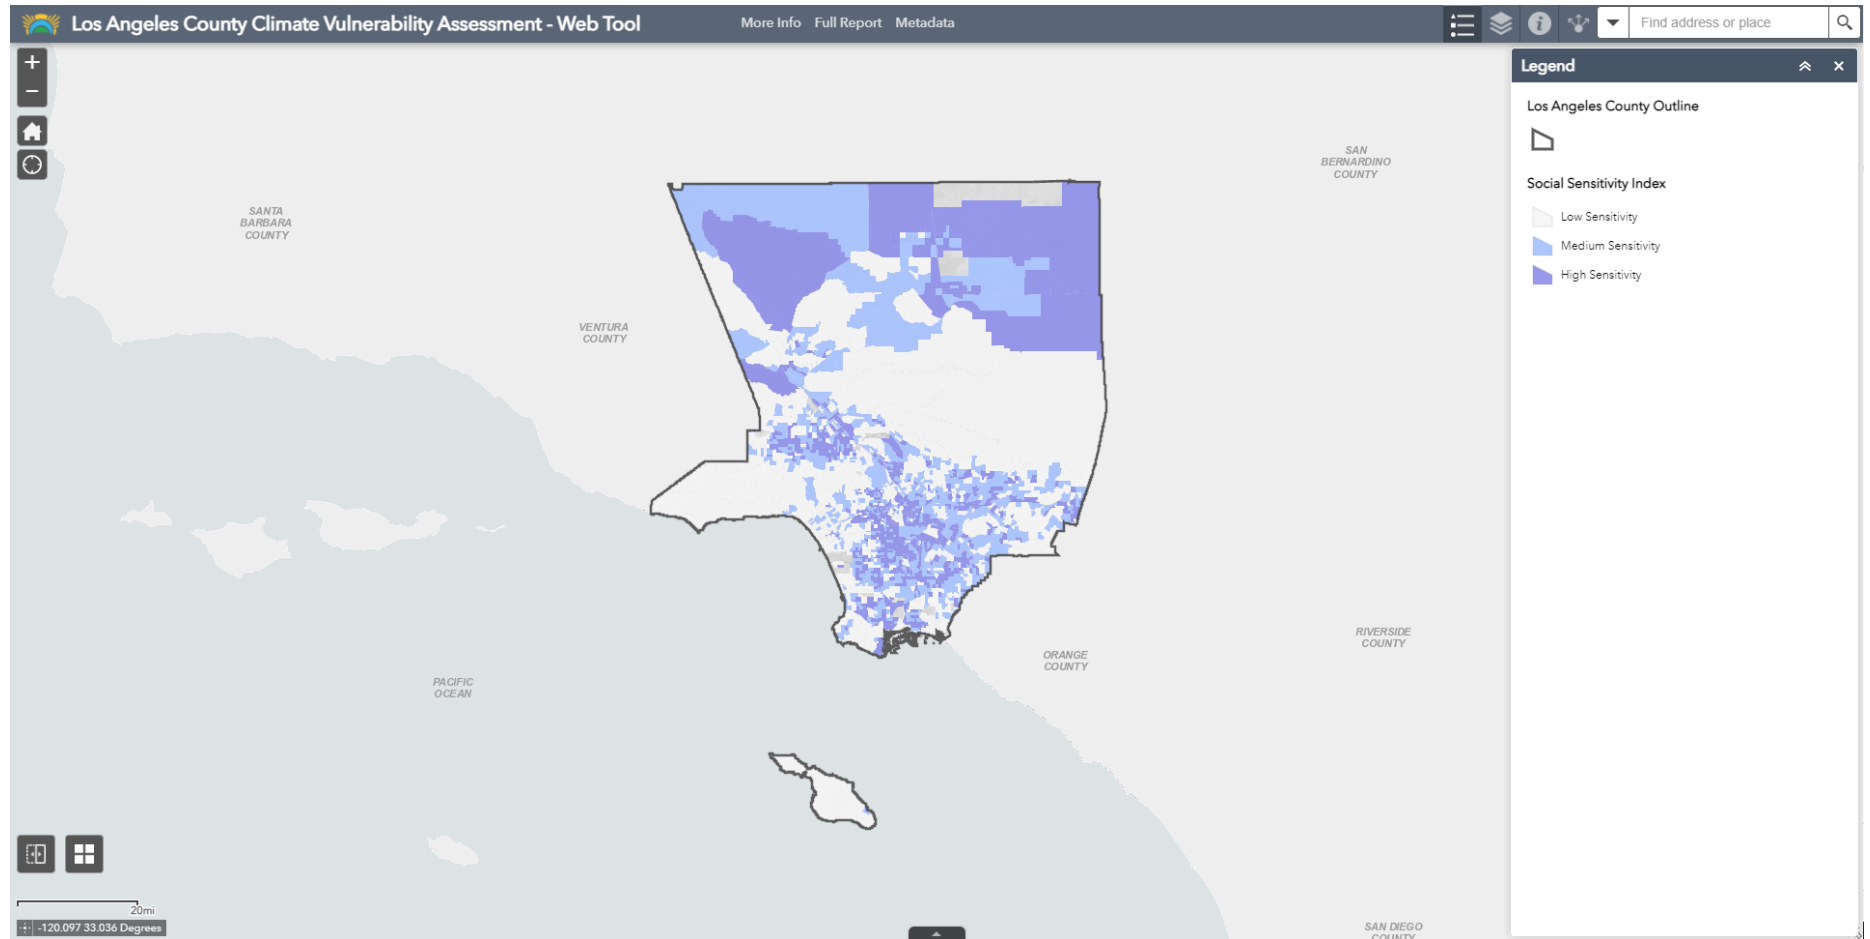 Los Angeles County Climate Vulnerability Assessment - Web Tool
More Info Full Report Metadata
Find address or place
Legend
Los Angeles County Outline
Social Sensitivity Index
Low Sensitivity
Medium Sensitivity
High Sensitivity
SAN
BERNARDINO
COUNTY
SANTA
BARBARA
COUNTY
VENTURA
COUNTY
RIVERSIDE
COUNTY
ORANGE
COUNTY
PACIFIC
OCEAN
20mi
-120.097 33.036 Degrees
SAN DIEGO
COUNTY